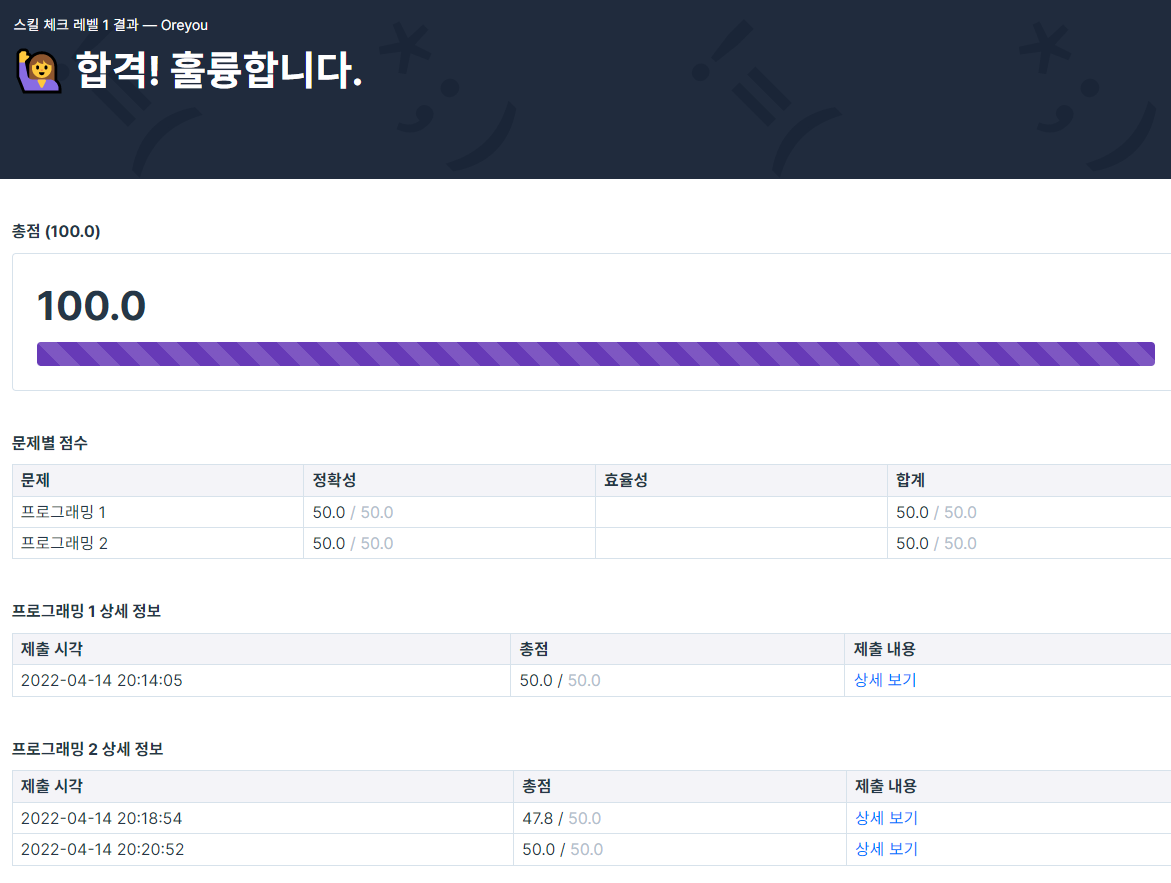 스킬 체크 레벨 1 결과 — Oreyou
합격! 훌륭합니다.
총점 (100.0)
100.0
문제별 점수
문제 정확성 효율성 합계
프로그래밍 1 50.0 / 50.0 50.0 / 50.0
프로그래밍 2 50.0 / 50.0 50.0 / 50.0
프로그래밍 1 상세 정보
제출 시각 총점 제출 내용
2022-04-14 20:14:05 50.0 / 50.0 상세 보기
프로그래밍 2 상세 정보
제출 시각 총점 제출 내용
2022-04-14 20:18:54 47.8 / 50.0 상세 보기
2022-04-14 20:20:52 50.0 / 50.0 상세 보기